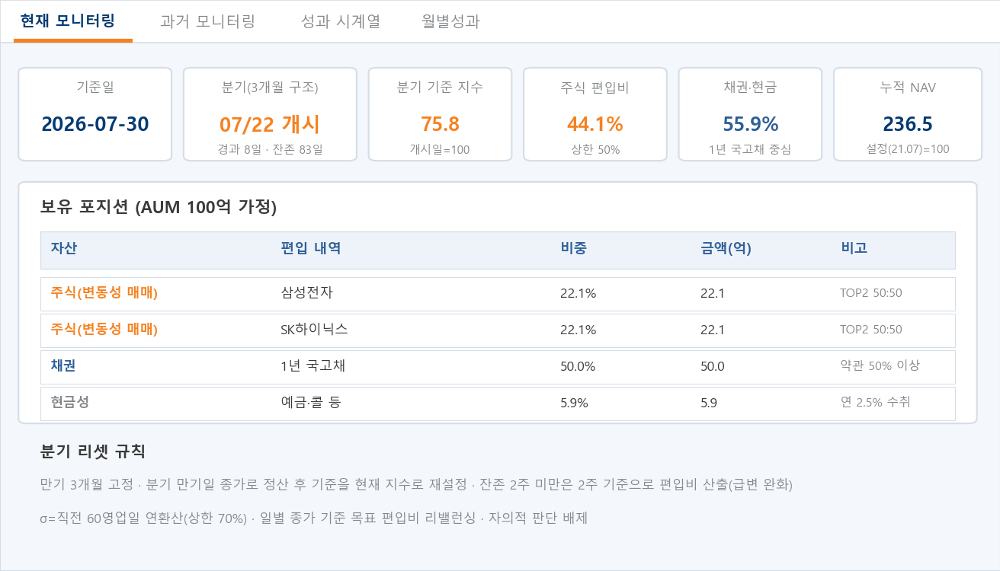 현재 모니터링 과거 모니터링 성과 시계열 월별성과
기준일
2026-07-30
분기(3개월 구조)
07/22 개시
경과 8일 · 잔존 83일
분기 기준 지수
75.8
개시일=100
주식 편입비
44.1%
상한 50%
채권·현금
55.9%
1년 국고채 중심
누적 NAV
236.5
설정(21.07)=100
보유 포지션 (AUM 100억 가정)
자산 편입 내역 비중 금액(억) 비고
주식(변동성 매매) 삼성전자 22.1% 22.1 TOP2 50:50
주식(변동성 매매) SK하이닉스 22.1% 22.1 TOP2 50:50
채권 1년 국고채 50.0% 50.0 약관 50% 이상
현금성 예금·콜 등 5.9% 5.9 연 2.5% 수취
분기 리셋 규칙
만기 3개월 고정 · 분기 만기일 종가로 정산 후 기준을 현재 지수로 재설정 · 잔존 2주 미만은 2주 기준으로 편입비 산출(급변 완화)
σ=직전 60영업일 연환산(상한 70%) · 일별 종가 기준 목표 편입비 리밸런싱 · 자의적 판단 배제